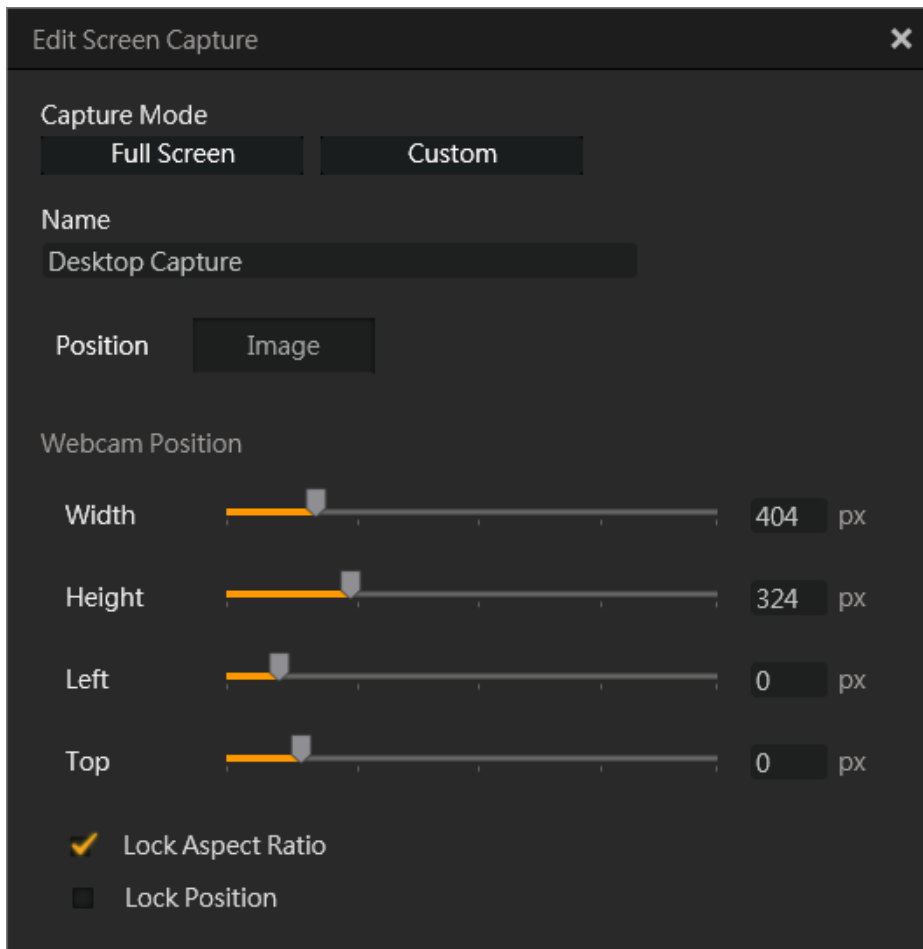 Edit Screen Capture
Capture Mode
Full Screen Custom
Name
Desktop Capture
Position Image
Webcam Position
Width 404 px
Height 324 px
Left 0 px
Top 0 px
Lock Aspect Ratio
Lock Position